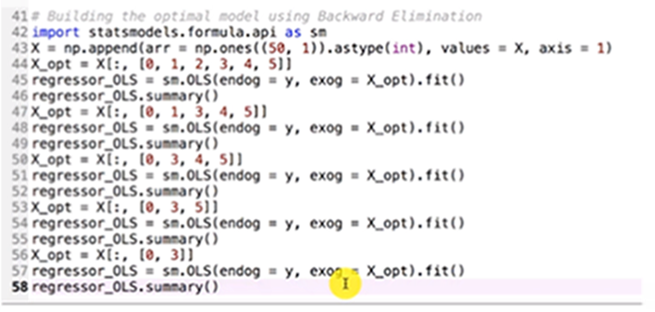 41 # Building the optimal model using Backward Elimination
42 import statsmodels.formula.api as sm
43 X = np.append(arr = np.ones((50, 1)).astype(int), values = X, axis = 1)
44 X_opt = X[:, [0, 1, 2, 3, 4, 5]]
45 regressor_OLS = sm.OLS(endog = y, exog = X_opt).fit()
46 regressor_OLS.summary()
47 X_opt = X[:, [0, 1, 3, 4, 5]]
48 regressor_OLS = sm.OLS(endog = y, exog = X_opt).fit()
49 regressor_OLS.summary()
50 X_opt = X[:, [0, 3, 4, 5]]
51 regressor_OLS = sm.OLS(endog = y, exog = X_opt).fit()
52 regressor_OLS.summary()
53 X_opt = X[:, [0, 3, 5]]
54 regressor_OLS = sm.OLS(endog = y, exog = X_opt).fit()
55 regressor_OLS.summary()
56 X_opt = X[:, [0, 3]]
57 regressor_OLS = sm.OLS(endog = y, exog = X_opt).fit()
58 regressor_OLS.summary()